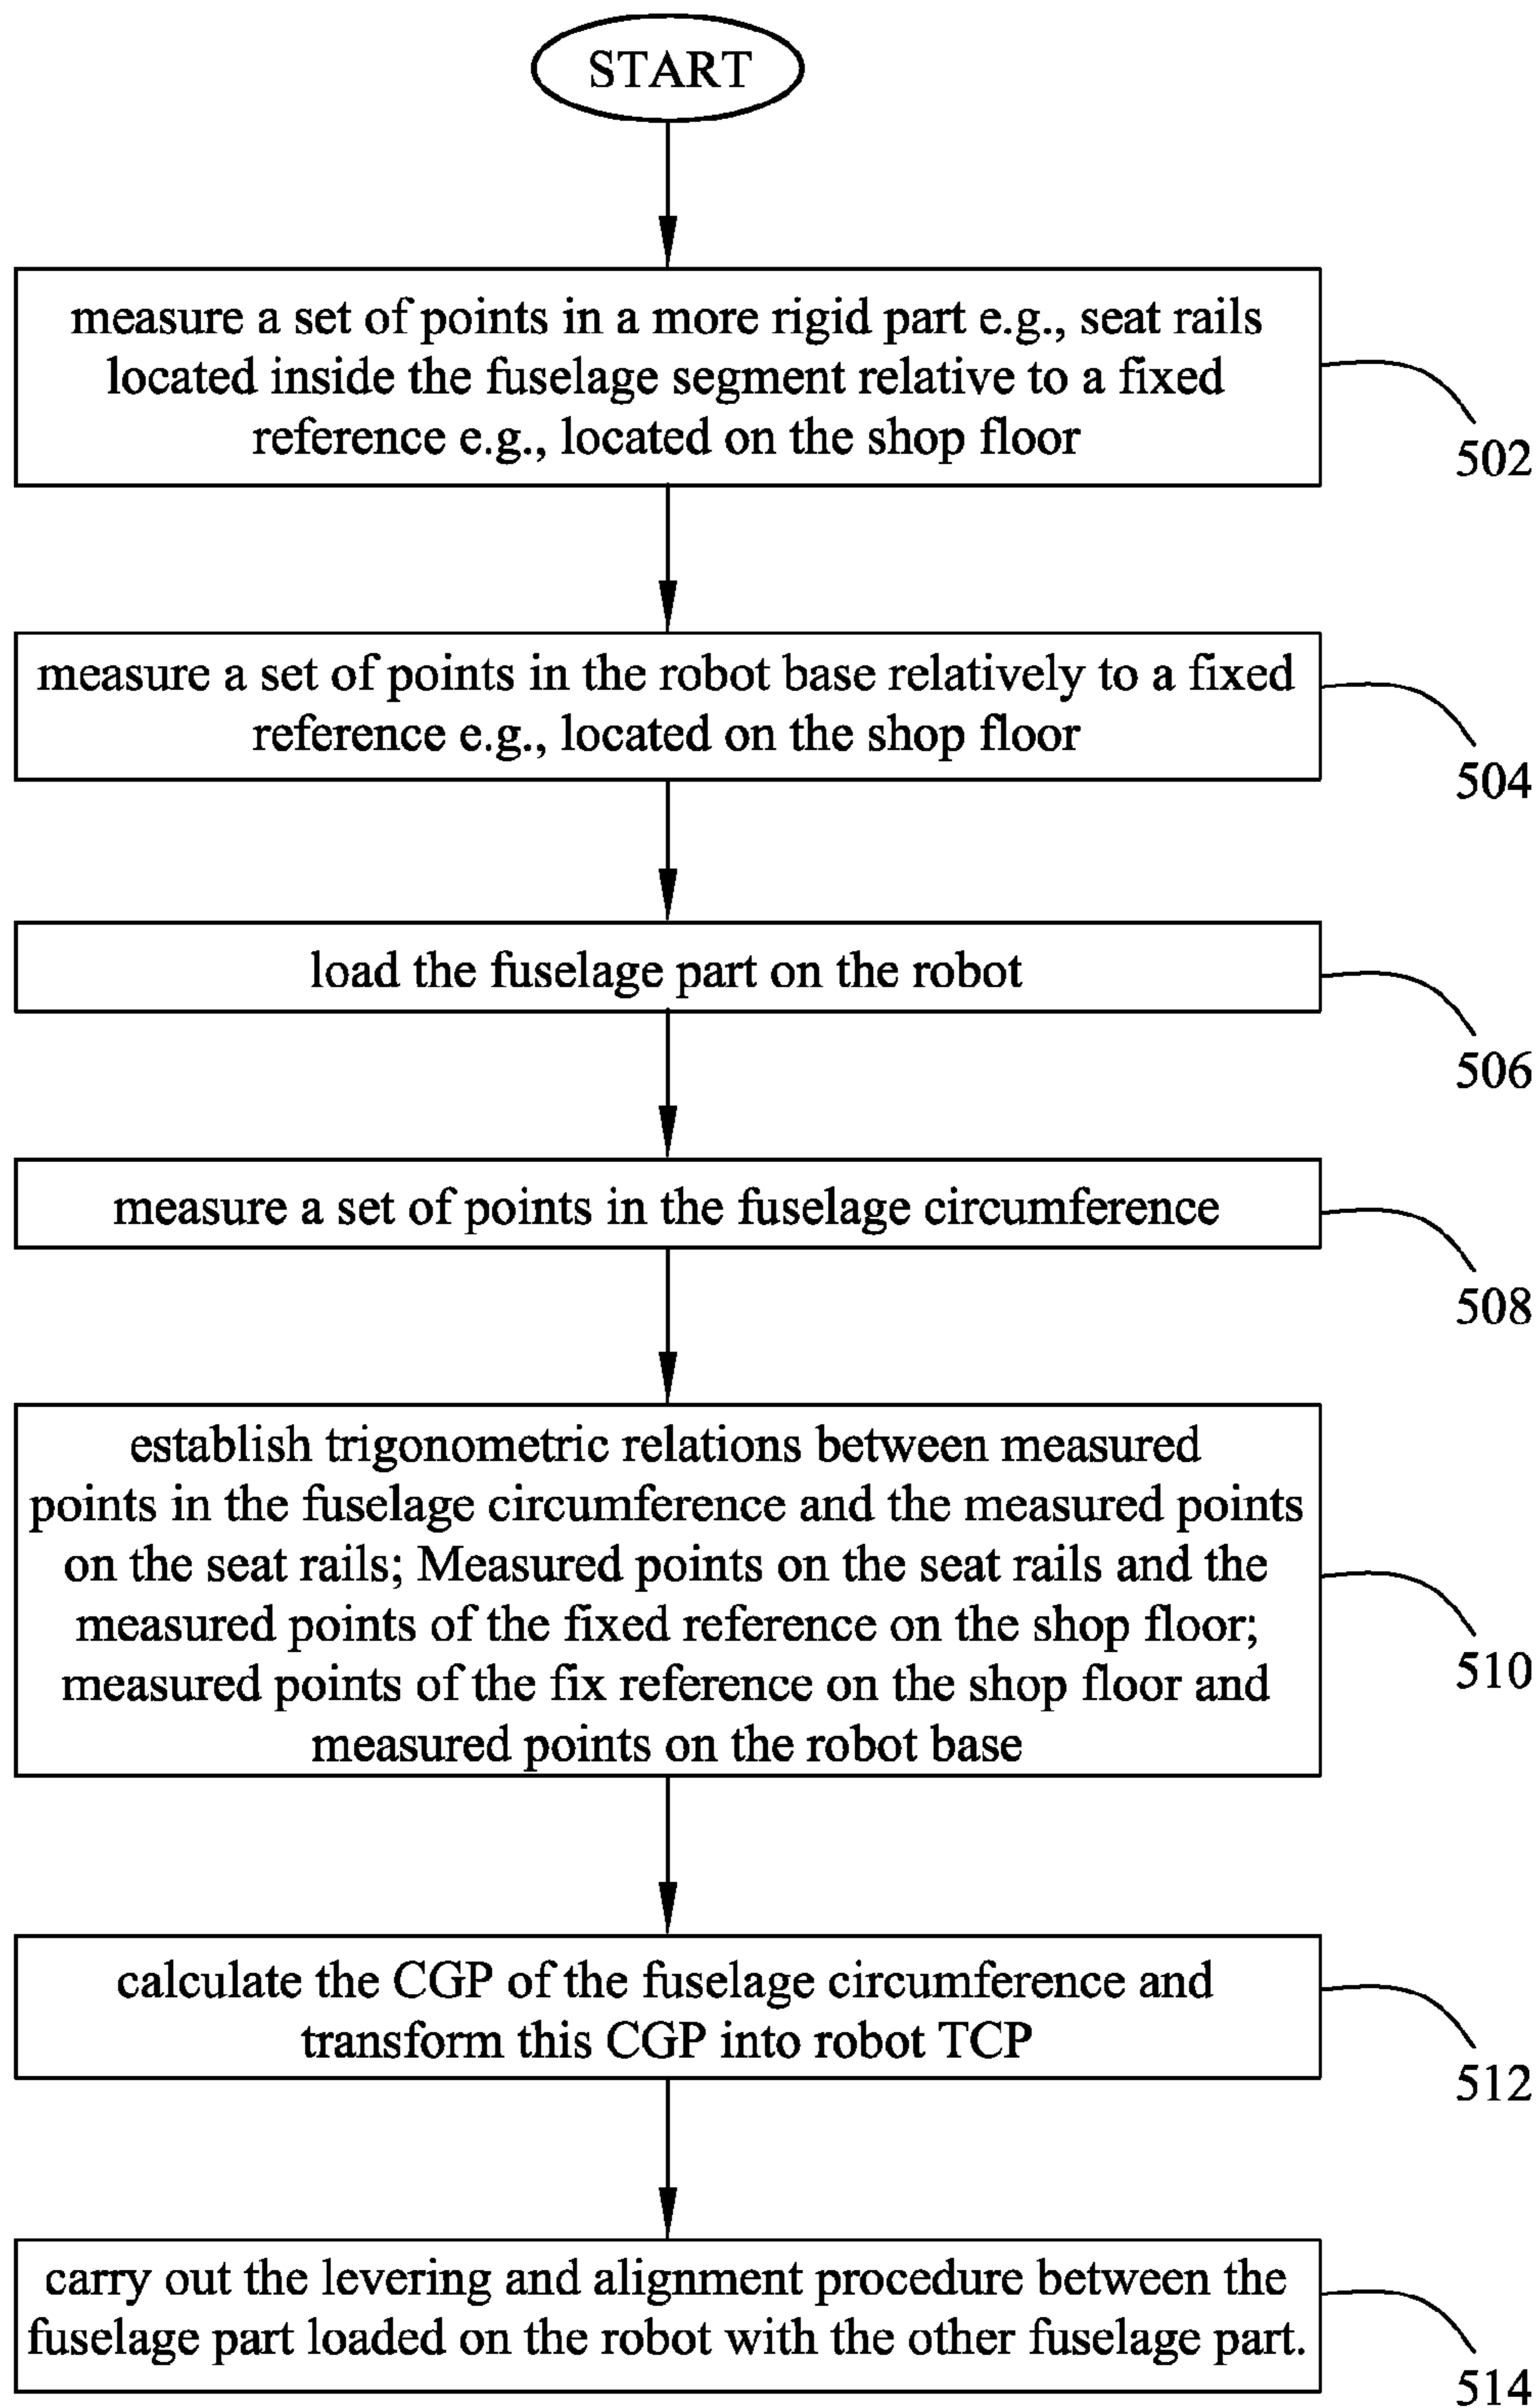 START
measure a set of points in a more rigid part e.g., seat rails
located inside the fuselage segment relative to a fixed
reference e.g., located on the shop floor
502
measure a set of points in the robot base relatively to a fixed
reference e.g., located on the shop floor
504
load the fuselage part on the robot
506
measure a set of points in the fuselage circumference
508
establish trigonometric relations between measured
points in the fuselage circumference and the measured points
on the seat rails; Measured points on the seat rails and the
measured points of the fixed reference on the shop floor;
measured points of the fix reference on the shop floor and
measured points on the robot base
510
calculate the CGP of the fuselage circumference and
transform this CGP into robot TCP
512
carry out the levering and alignment procedure between the
fuselage part loaded on the robot with the other fuselage part.
514